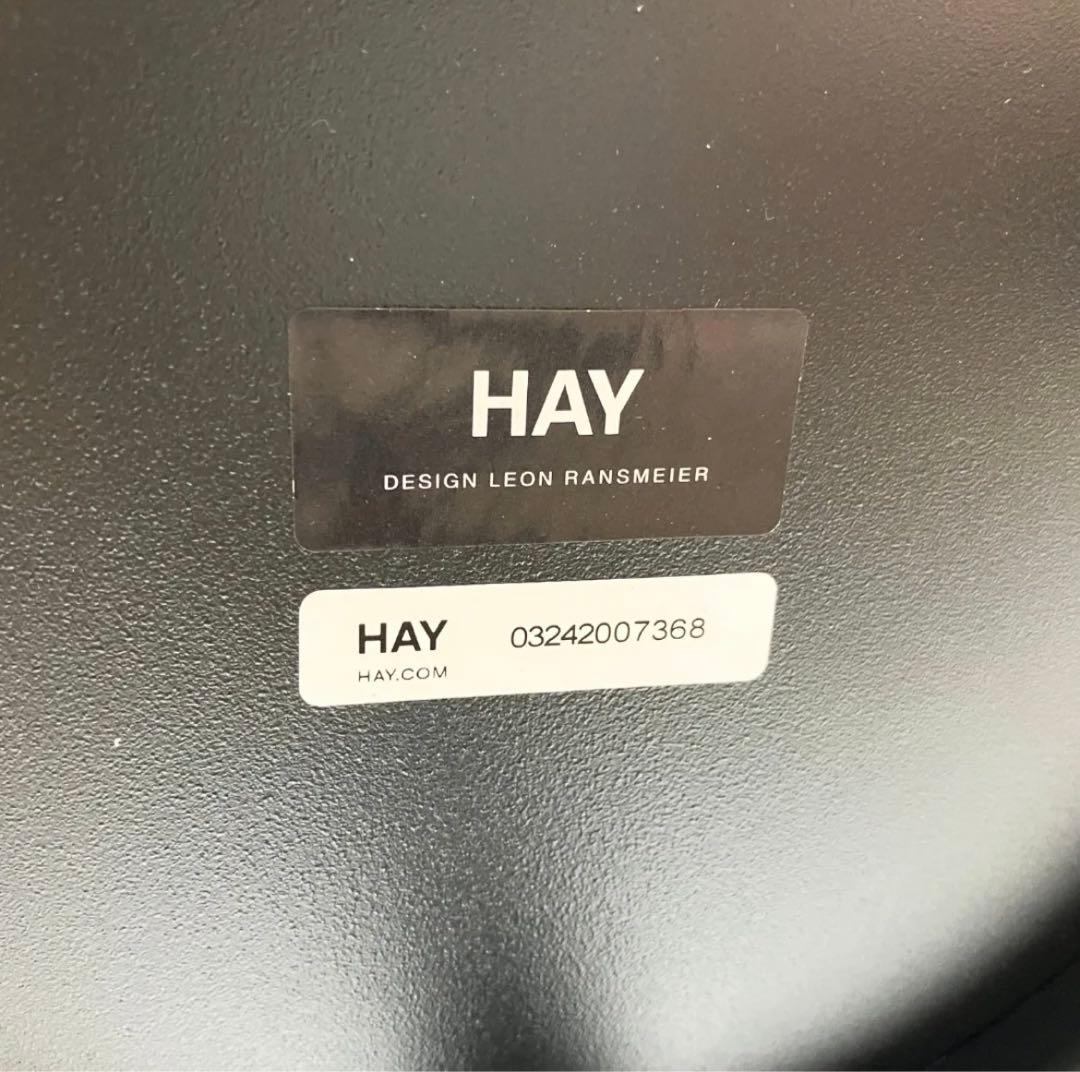 HAY
DESIGN LEON RANSMEIER
HAY 03242007368
HAY.COM